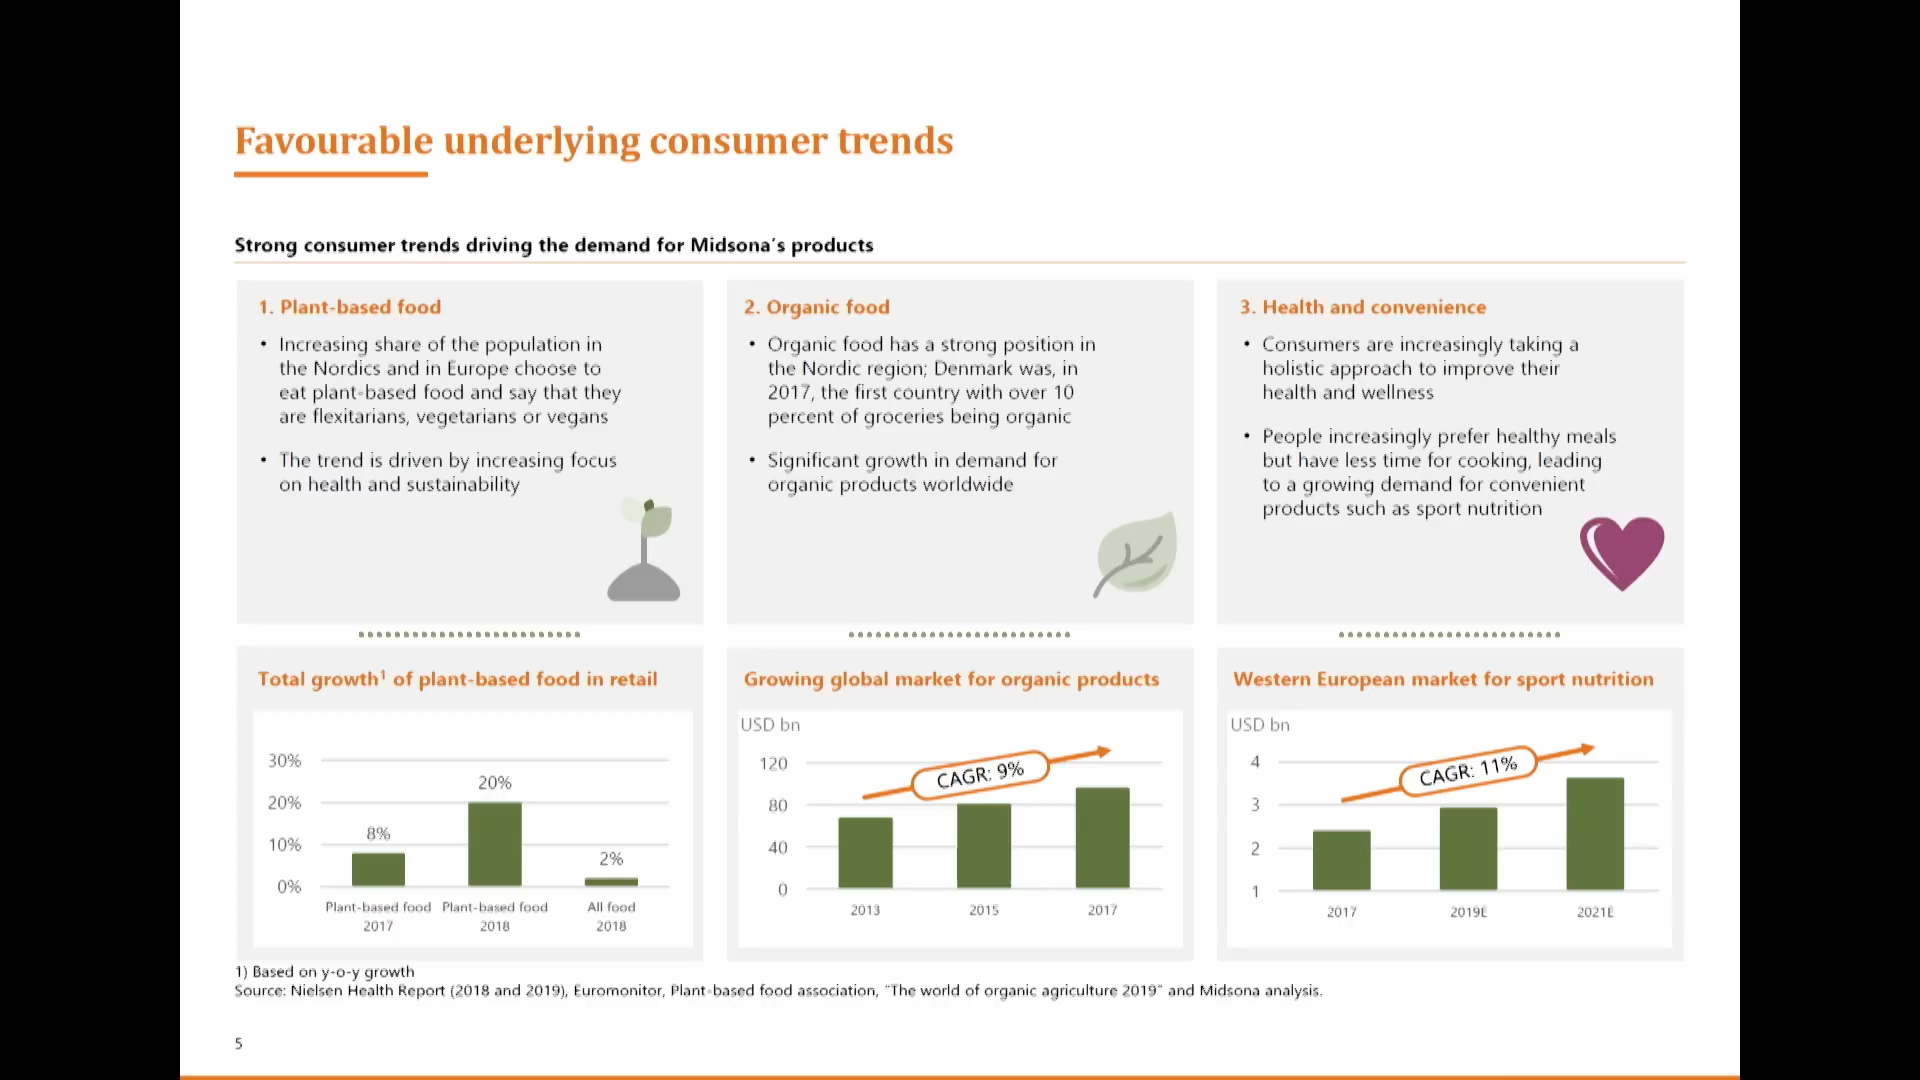 Favourable underlying consumer trends
Strong consumer trends driving the demand for Midsona's products
1. Plant-based food
• Increasing share of the population in
the Nordics and in Europe choose to
eat plant-based food and say that they
are flexitarians, vegetarians or vegans
• The trend is driven by increasing focus
on health and sustainability
2. Organic food
• Organic food has a strong position in
the Nordic region; Denmark was, in
2017, the first country with over 10
percent of groceries being organic
• Significant growth in demand for
organic products worldwide
3. Health and convenience
• Consumers are increasingly taking a
holistic approach to improve their
health and wellness
• People increasingly prefer healthy meals
but have less time for cooking, leading
to a growing demand for convenient
products such as sport nutrition
Total growth¹ of plant-based food in retail
30%
20%
10%
0%
8%
20%
2%
Plant-based food
2017
Plant-based food
2018
All food
2018
Growing global market for organic products
USD bn
120
80
40
0
CAGR: 9%
2013
2015
2017
Western European market for sport nutrition
USD bn
4
3
2
1
CAGR: 11%
2017
2019E
2021E
1) Based on y-o-y growth
Source: Nielsen Health Report (2018 and 2019), Euromonitor, Plant-based food association, "The world of organic agriculture 2019" and Midsona analysis.
5